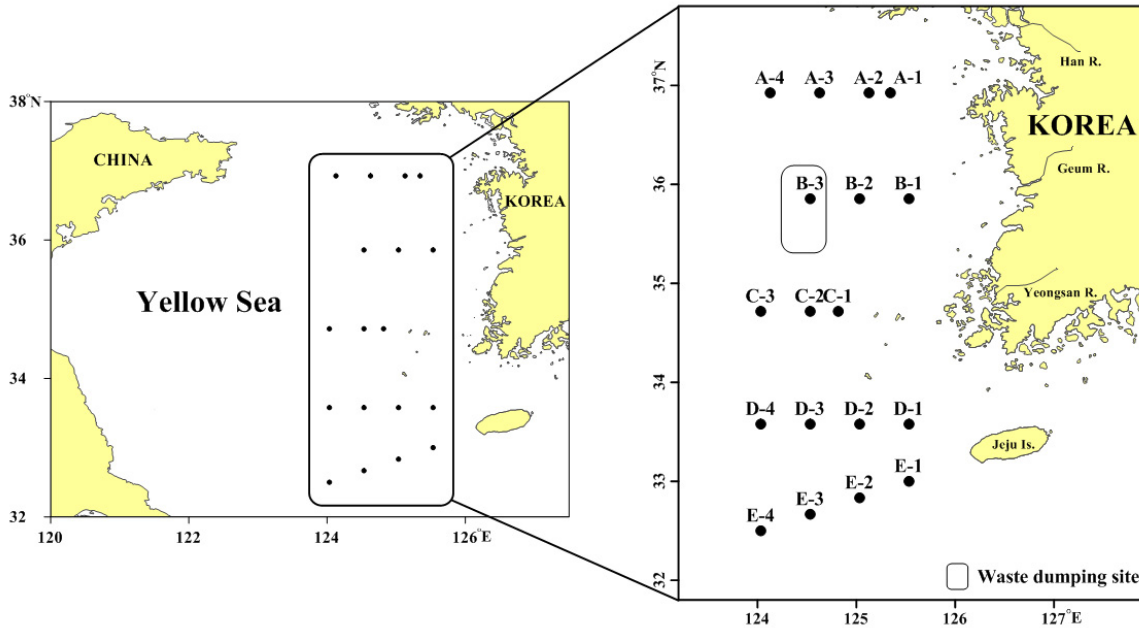 38°N
CHINA
KOREA
36
Yellow Sea
34
32
120
122
124
126°E
37°N
Han R.
A-4 A-3 A-2 A-1
KOREA
Geum R.
36
B-3 B-2 B-1
35
Yeongsan R.
C-3 C-2 C-1
34
D-4 D-3 D-2 D-1
Jeju Is.
33
E-1
E-2
E-3
E-4
32
Waste dumping site
124
125
126
127°E